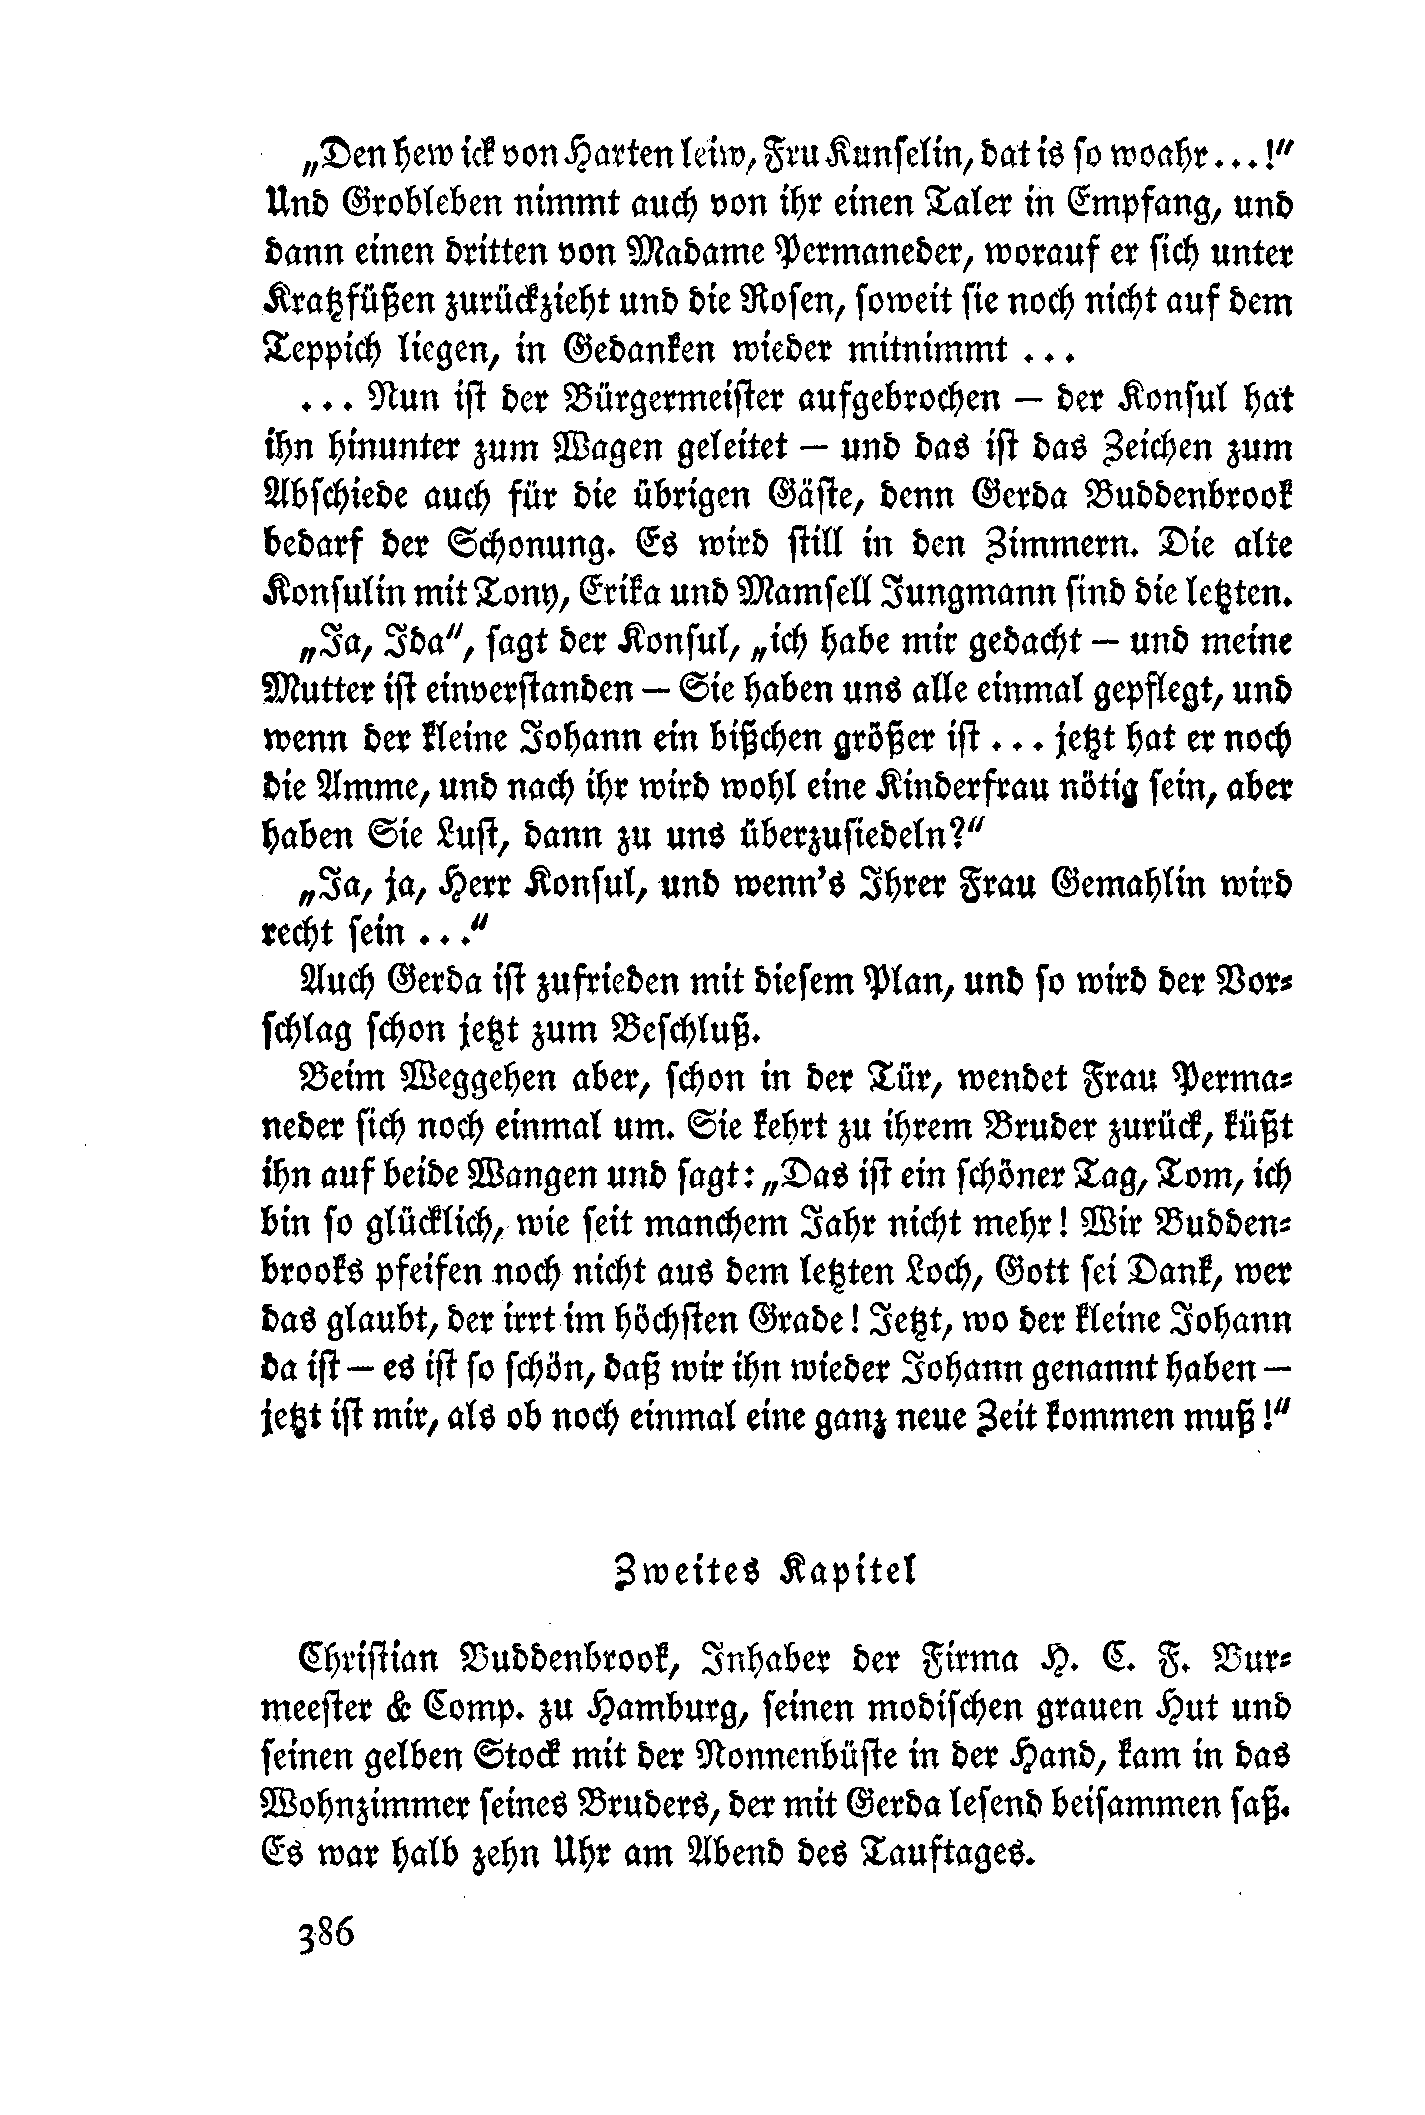 „Den hew ick von Harten leiw, Fru Kunselin, dat is so woahr...!“
Und Grobleben nimmt auch von ihr einen Taler in Empfang, und
dann einen dritten von Madame Permaneder, worauf er sich unter
Kratzfüßen zurückzieht und die Rosen, soweit sie noch nicht auf dem
Teppich liegen, in Gedanken wieder mitnimmt ...
... Nun ist der Bürgermeister aufgebrochen – der Konsul hat
ihn hinunter zum Wagen geleitet – und das ist das Zeichen zum
Abschiede auch für die übrigen Gäste, denn Gerda Buddenbrook
bedarf der Schonung. Es wird still in den Zimmern. Die alte
Konsulin mit Tony, Erika und Mamsell Jungmann sind die letzten.
„Ja, Ida“, sagt der Konsul, „ich habe mir gedacht – und meine
Mutter ist einverstanden – Sie haben uns alle einmal gepflegt, und
wenn der kleine Johann ein bißchen größer ist ... jetzt hat er noch
die Amme, und nach ihr wird wohl eine Kinderfrau nötig sein, aber
haben Sie Lust, dann zu uns überzusiedeln?“
„Ja, ja, Herr Konsul, und wenn's Ihrer Frau Gemahlin wird
recht sein ...“
Auch Gerda ist zufrieden mit diesem Plan, und so wird der Vor-
schlag schon jetzt zum Beschluß.
Beim Weggehen aber, schon in der Tür, wendet Frau Perma-
neder sich noch einmal um. Sie kehrt zu ihrem Bruder zurück, küßt
ihn auf beide Wangen und sagt: „Das ist ein schöner Tag, Tom, ich
bin so glücklich, wie seit manchem Jahr nicht mehr! Wir Budden-
brooks pfeifen noch nicht aus dem letzten Loch, Gott sei Dank, wer
das glaubt, der irrt im höchsten Grade! Jetzt, wo der kleine Johann
da ist – es ist so schön, daß wir ihn wieder Johann genannt haben –
jetzt ist mir, als ob noch einmal eine ganz neue Zeit kommen muß!“
Zweites Kapitel
Christian Buddenbrook, Inhaber der Firma H. C. F. Bur-
meester & Comp. zu Hamburg, seinen modischen grauen Hut und
seinen gelben Stock mit der Nonnenbüste in der Hand, kam in das
Wohnzimmer seines Bruders, der mit Gerda lesend beisammen saß.
Es war halb zehn Uhr am Abend des Tauftages.
386